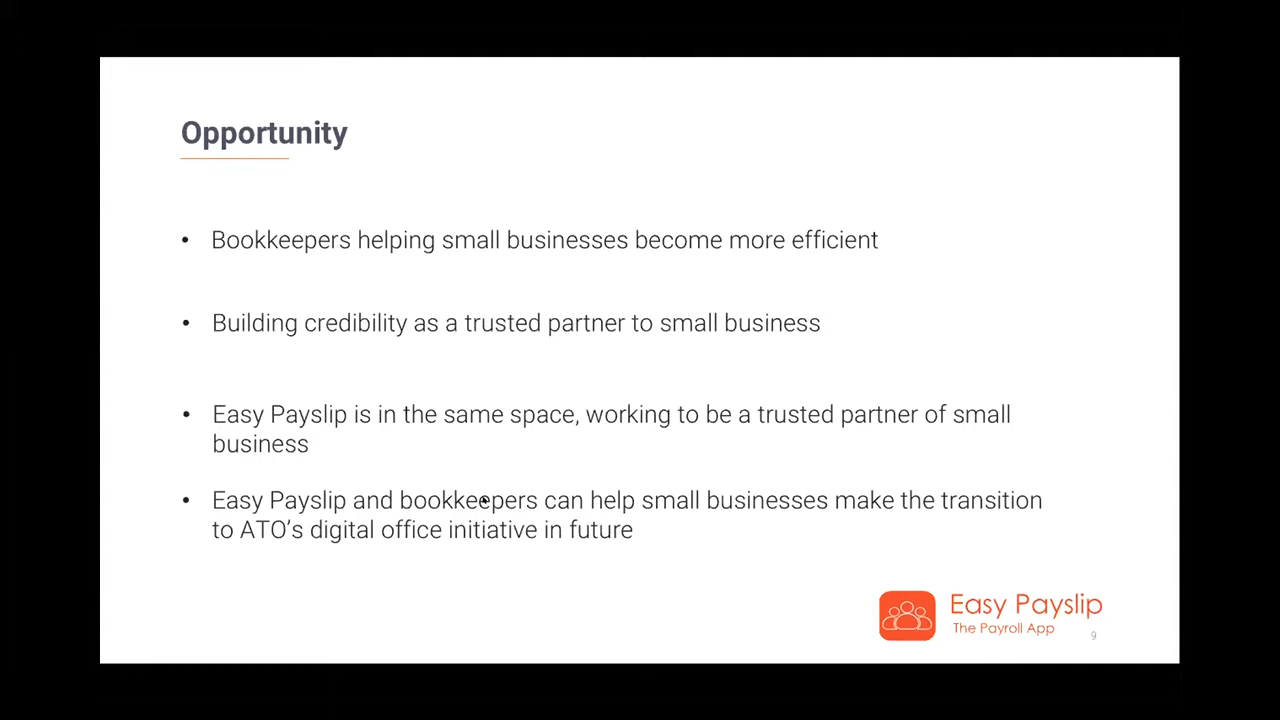 Opportunity
• Bookkeepers helping small businesses become more efficient
• Building credibility as a trusted partner to small business
• Easy Payslip is in the same space, working to be a trusted partner of small
business
• Easy Payslip and bookkeepers can help small businesses make the transition
to ATO’s digital office initiative in future
Easy Payslip
The Payroll App
9